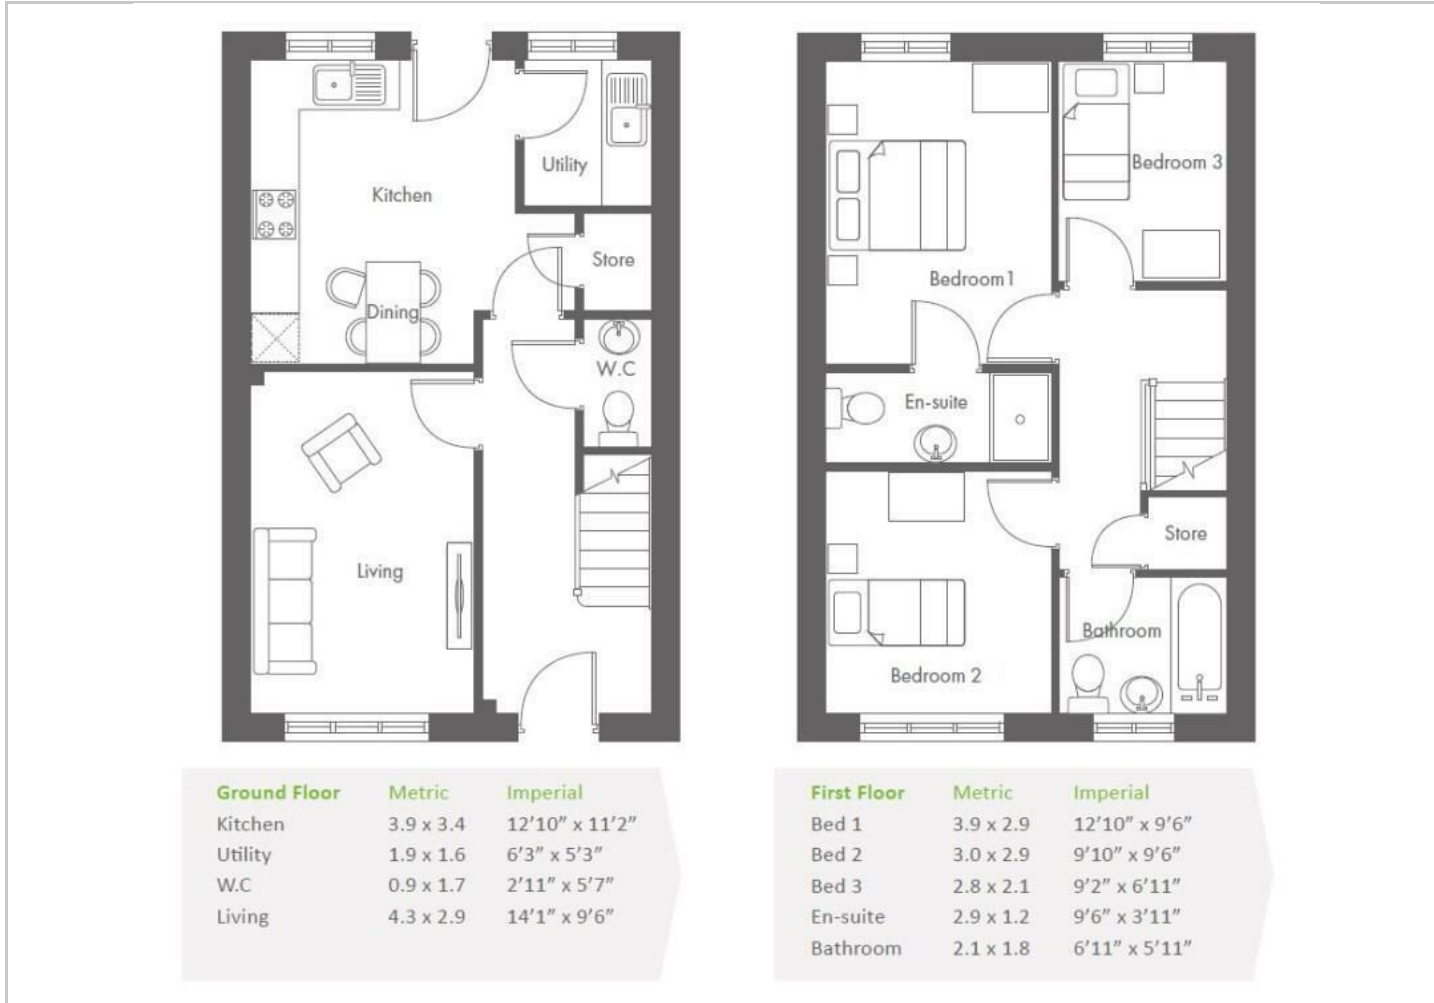 Kitchen
Utility
Store
Dining
W.C
Living
Bedroom 3
Bedroom1
En-suite
Store
Bathroom
Bedroom 2
Ground Floor Metric Imperial
Kitchen 3.9 x 3.4 12'10" x 11'2"
Utility 1.9 x 1.6 6'3" x 5'3"
W.C 0.9 x 1.7 2'11" x 5'7"
Living 4.3 x 2.9 14'1" x 9'6"
First Floor Metric Imperial
Bed 1 3.9 x 2.9 12'10" x 9'6"
Bed 2 3.0 x 2.9 9'10" x 9'6"
Bed 3 2.8 x 2.1 9'2" x 6'11"
En-suite 2.9 x 1.2 9'6" x 3'11"
Bathroom 2.1 x 1.8 6'11" x 5'11"